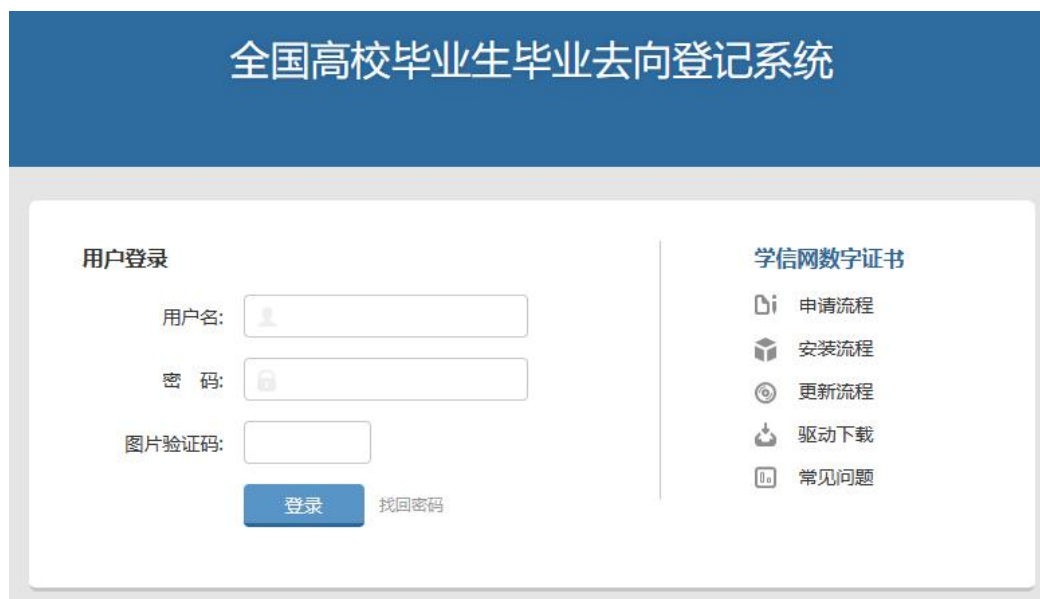 全国高校毕业生毕业去向登记系统
用户登录
用户名:
密 码:
图片验证码:
登录 找回密码
学信网数字证书
申请流程
安装流程
更新流程
驱动下载
常见问题